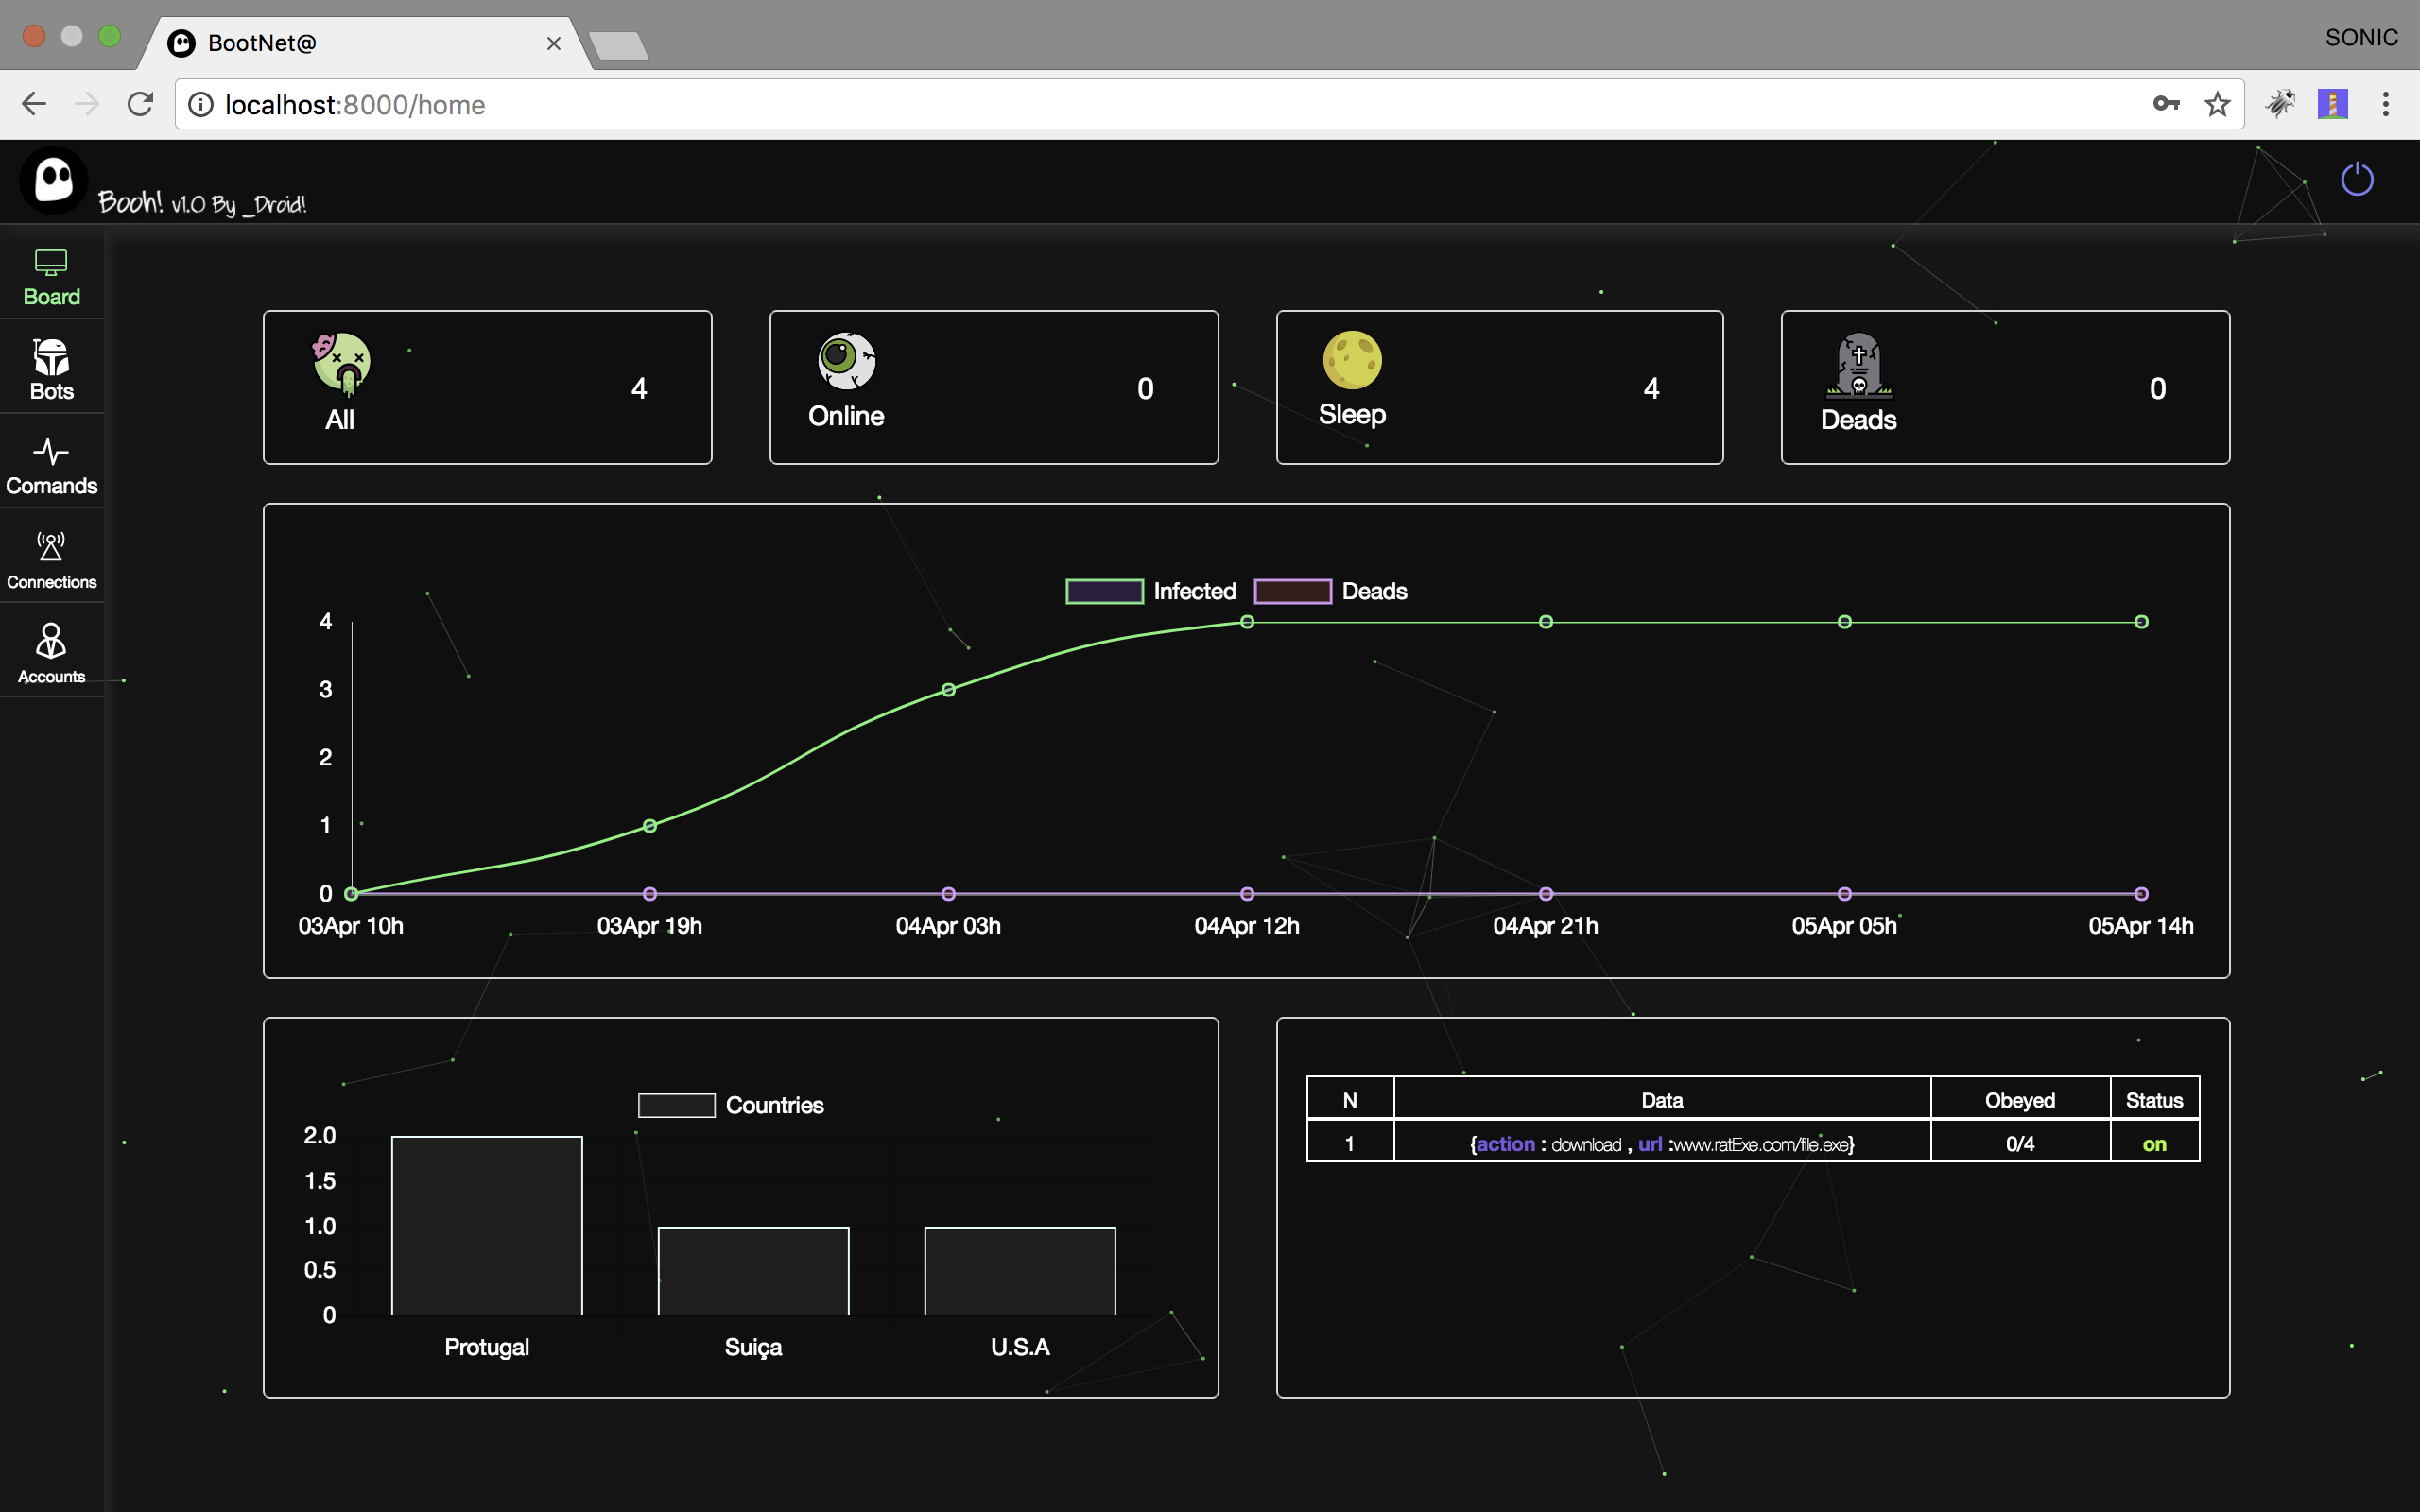 BootNet@
SONIC
localhost:8000/home
Booh! v1.0 By _Droid!
Board
Bots
Comands
Connections
Accounts
All
4
Online
0
Sleep
4
Deads
0
Infected
Deads
4
3
2
1
0
03Apr 10h
03Apr 19h
04Apr 03h
04Apr 12h
04Apr 21h
05Apr 05h
05Apr 14h
Countries
2.0
1.5
1.0
0.5
0
Protugal
Suiça
U.S.A
N Data Obeyed Status
1 {action : download , url :www.ratExe.com/file.exe} 0/4 on